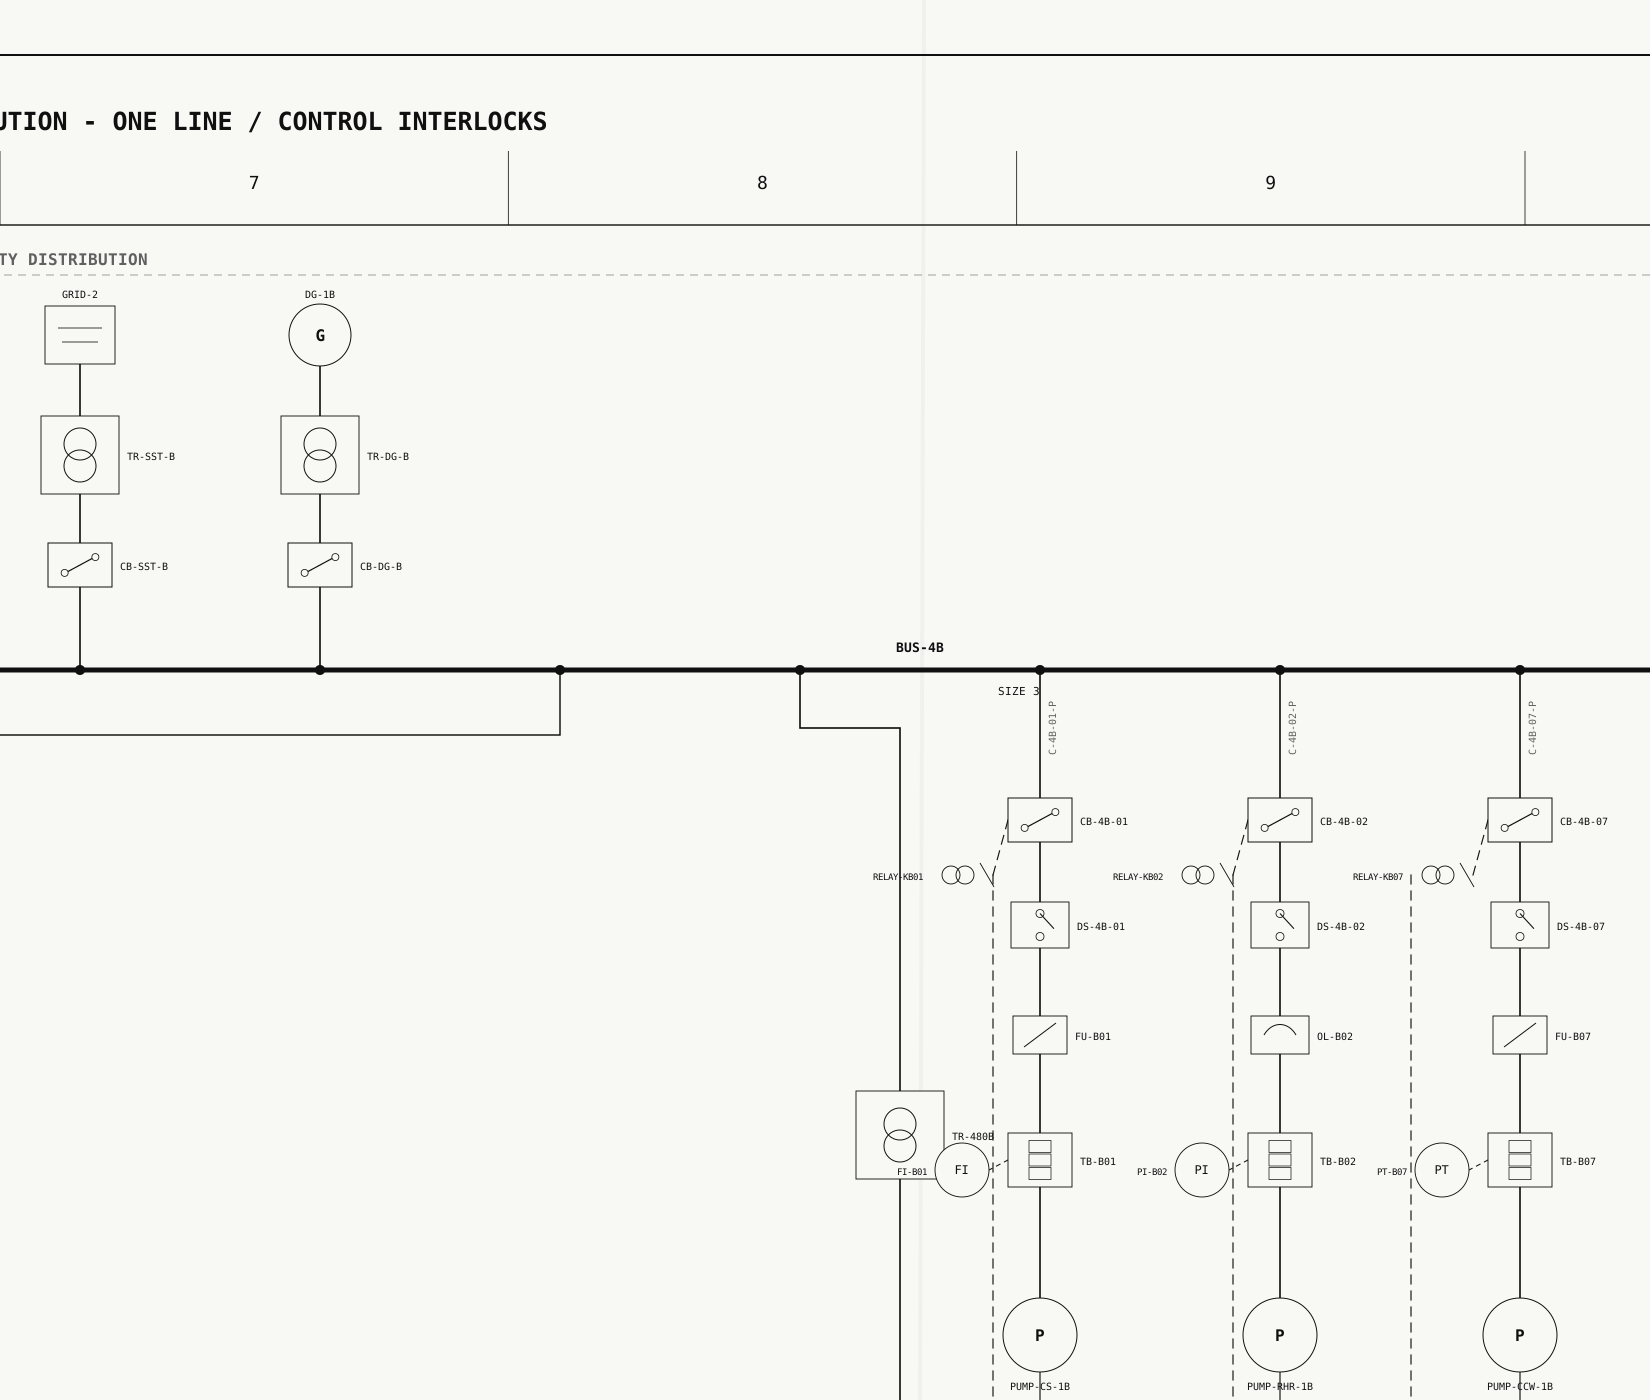 UTION - ONE LINE / CONTROL INTERLOCKS
7 8 9
TY DISTRIBUTION
GRID-2 DG-1B
G
TR-SST-B TR-DG-B
CB-SST-B CB-DG-B
BUS-4B
SIZE 3
C-4B-01-P C-4B-02-P C-4B-07-P
CB-4B-01 CB-4B-02 CB-4B-07
RELAY-KB01 RELAY-KB02 RELAY-KB07
DS-4B-01 DS-4B-02 DS-4B-07
FU-B01 OL-B02 FU-B07
TR-480B
TB-B01 TB-B02 TB-B07
FI-B01 FI PI-B02 PI PT-B07 PT
P P P
PUMP-CS-1B PUMP-RHR-1B PUMP-CCW-1B